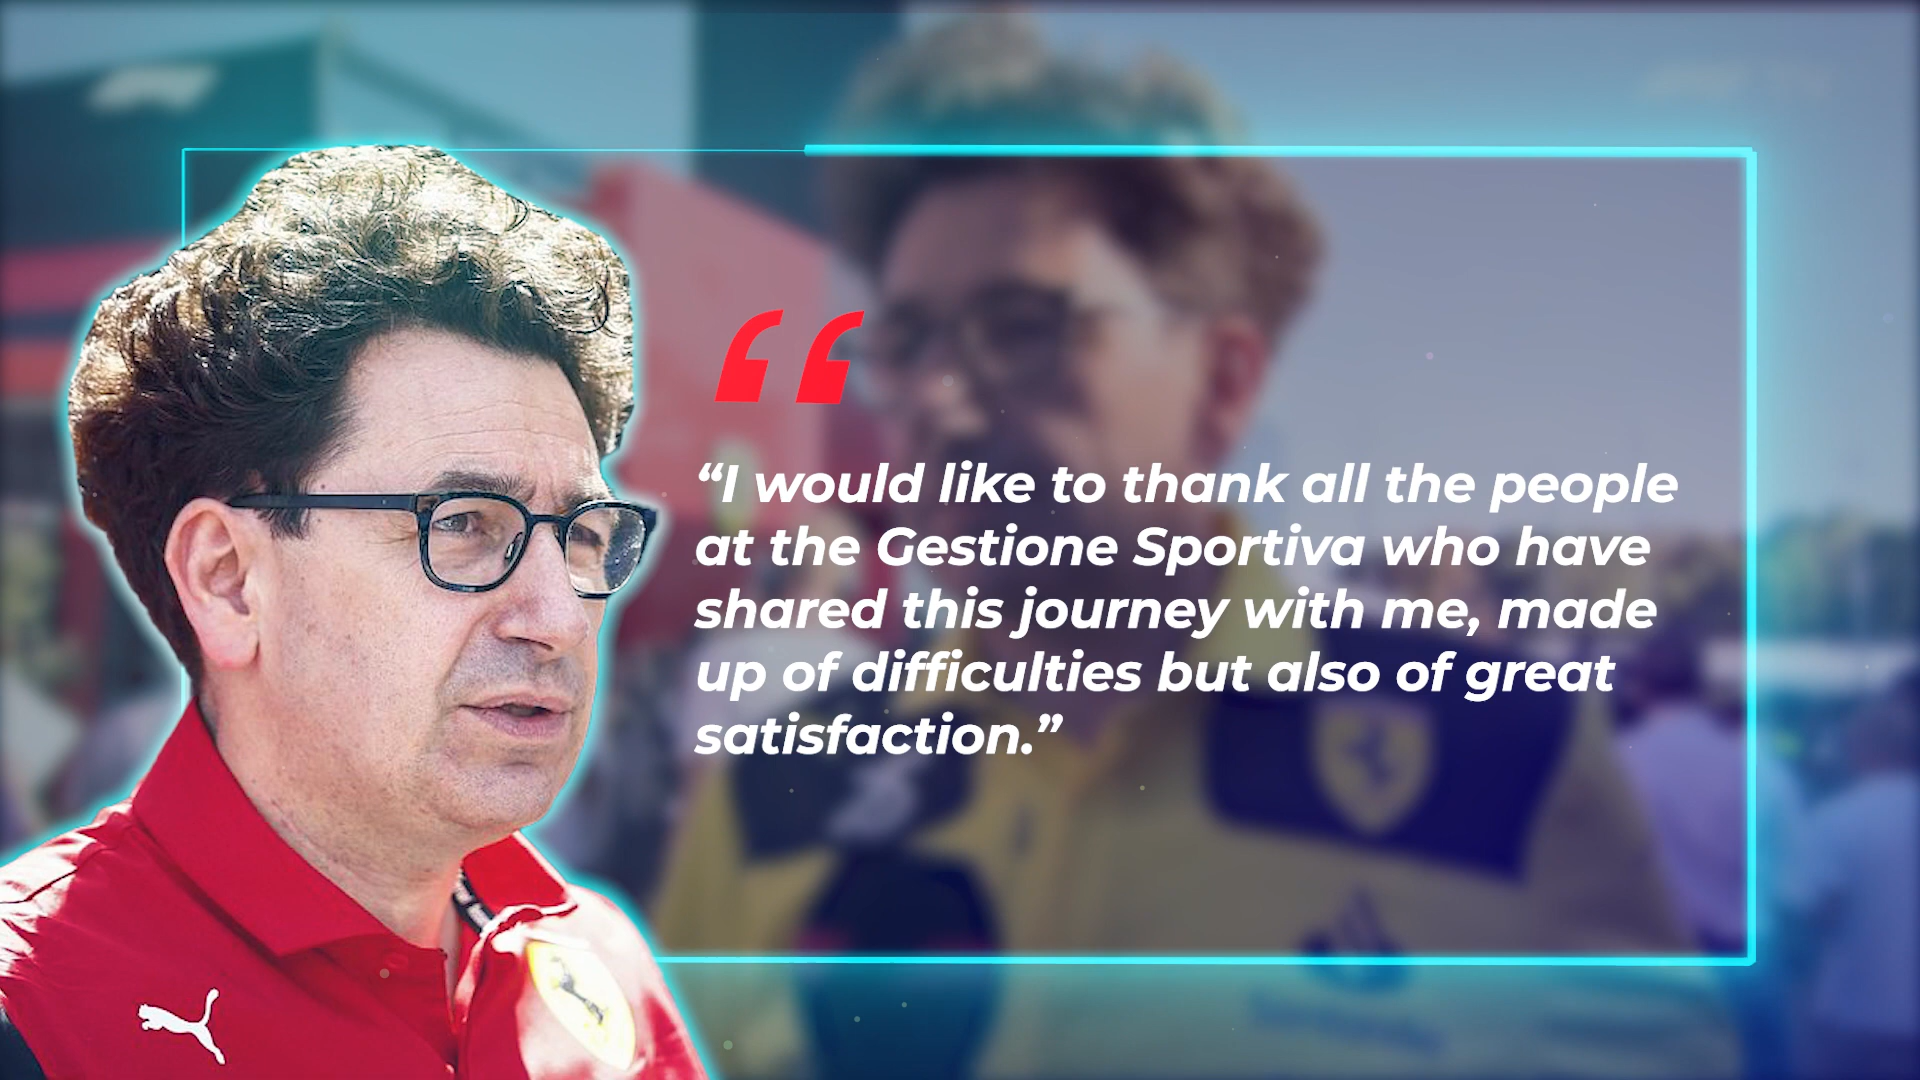 “I would like to thank all the people
at the Gestione Sportiva who have
shared this journey with me, made
up of difficulties but also of great
satisfaction.”